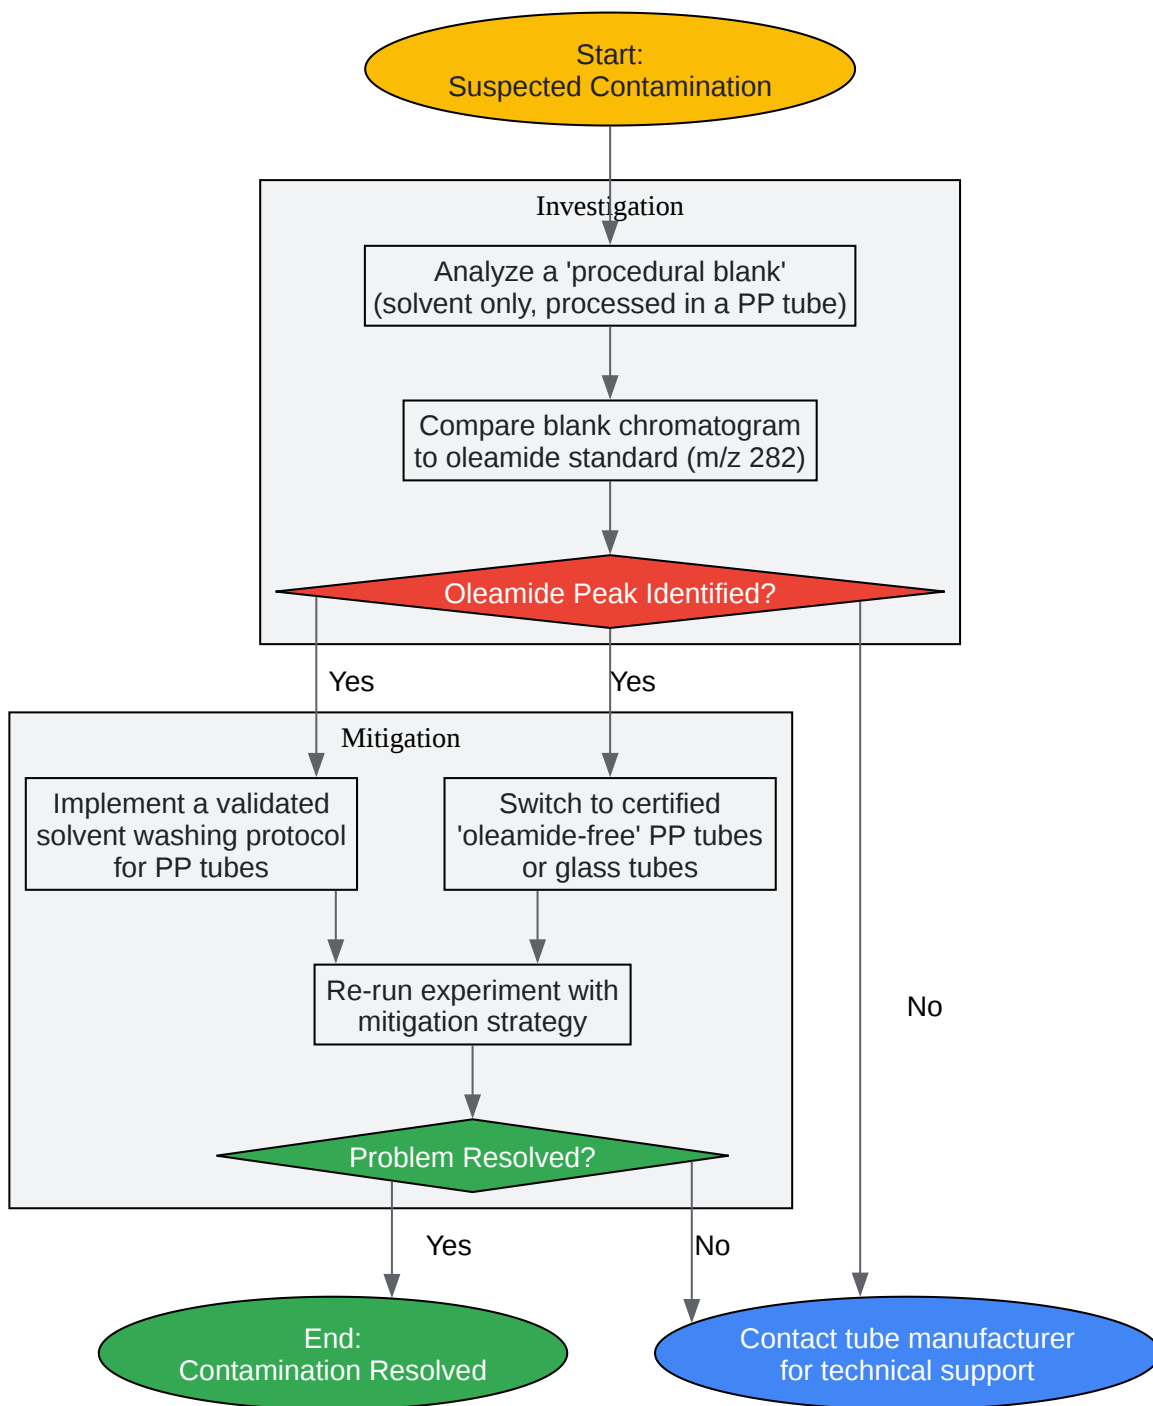 Start:
Suspected Contamination
Investigation
Analyze a 'procedural blank'
(solvent only, processed in a PP tube)
Compare blank chromatogram
to oleamide standard (m/z 282)
Oleamide Peak Identified?
Yes
Yes
Mitigation
Implement a validated
solvent washing protocol
for PP tubes
Switch to certified
'oleamide-free' PP tubes
or glass tubes
Re-run experiment with
mitigation strategy
No
Problem Resolved?
Yes
No
End:
Contamination Resolved
Contact tube manufacturer
for technical support